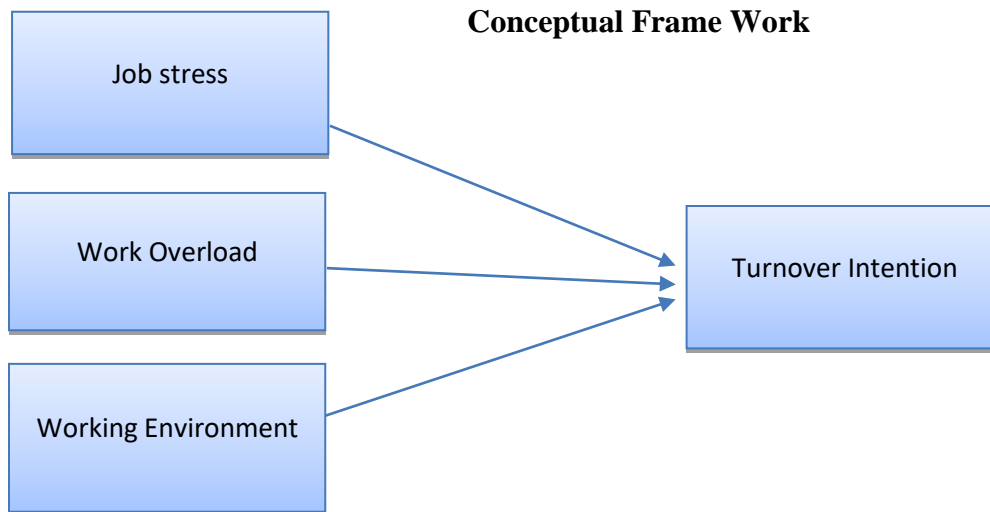 Conceptual Frame Work
Job stress
Work Overload
Turnover Intention
Working Environment